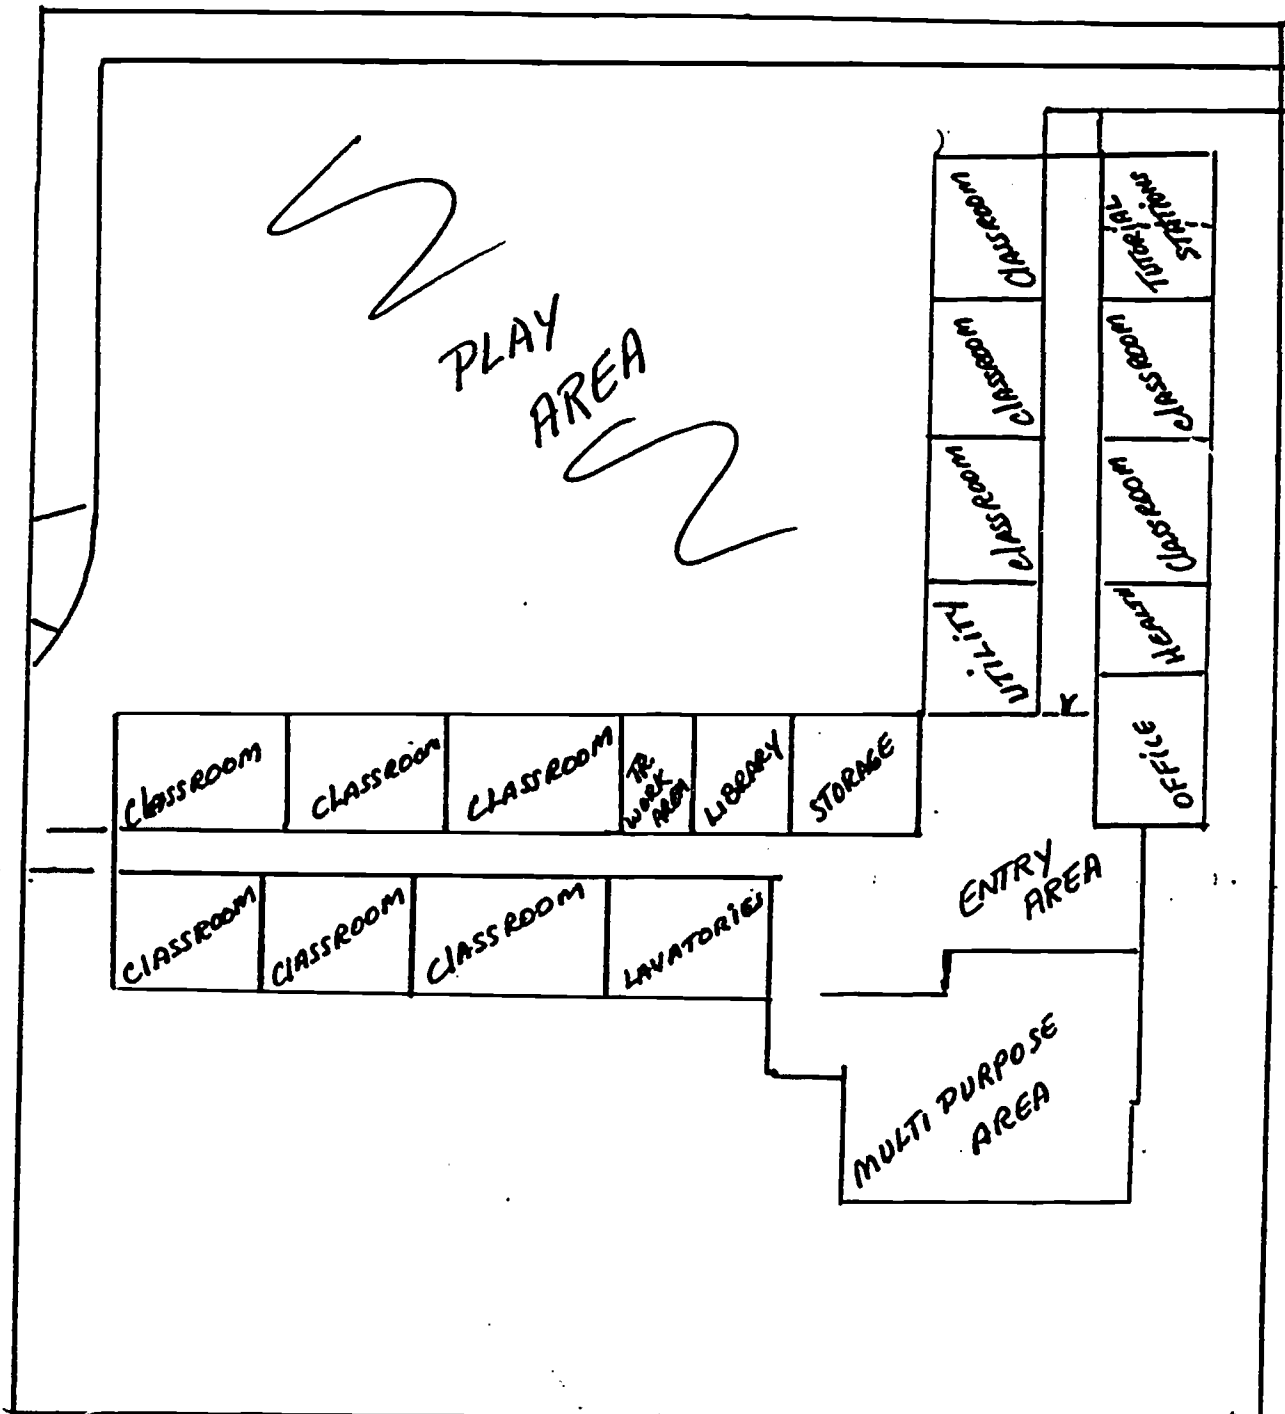 PLAY
AREA
CLASSROOM
TUTORIAL
STATIONS
CLASSROOM
CLASSROOM
CLASSROOM
CLASSROOM
UTILITY
HEALTH
OFFICE
CLASSROOM
CLASSROOM
CLASSROOM
TR
WORK
AREA
LIBRARY
STORAGE
ENTRY
AREA
CLASSROOM
CLASSROOM
CLASSROOM
LAVATORIES
MULTI PURPOSE
AREA